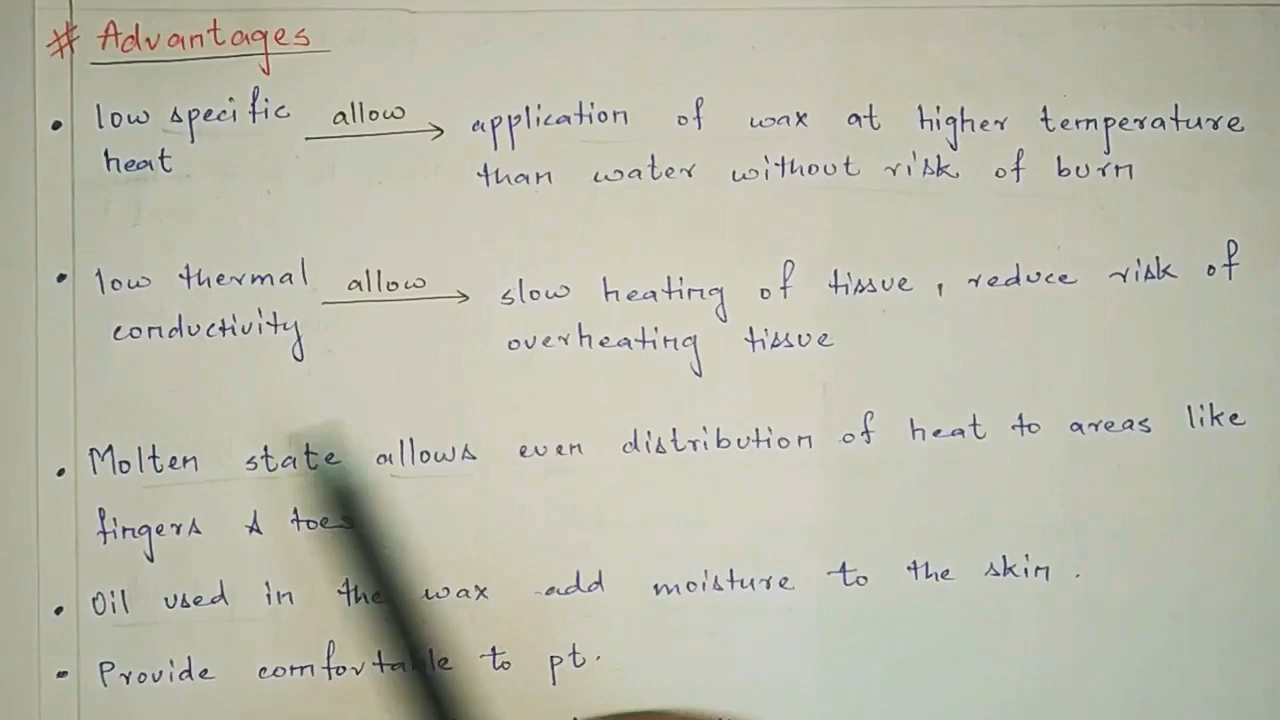 # Advantages
• low specific heat allow → application of wax at higher temperature
than water without risk of burn
• low thermal conductivity allow → slow heating of tissue, reduce risk of
overheating tissue
• Molten state allows even distribution of heat to areas like
fingers & toes
• Oil used in the wax add moisture to the skin.
• Provide comfortable to pt.